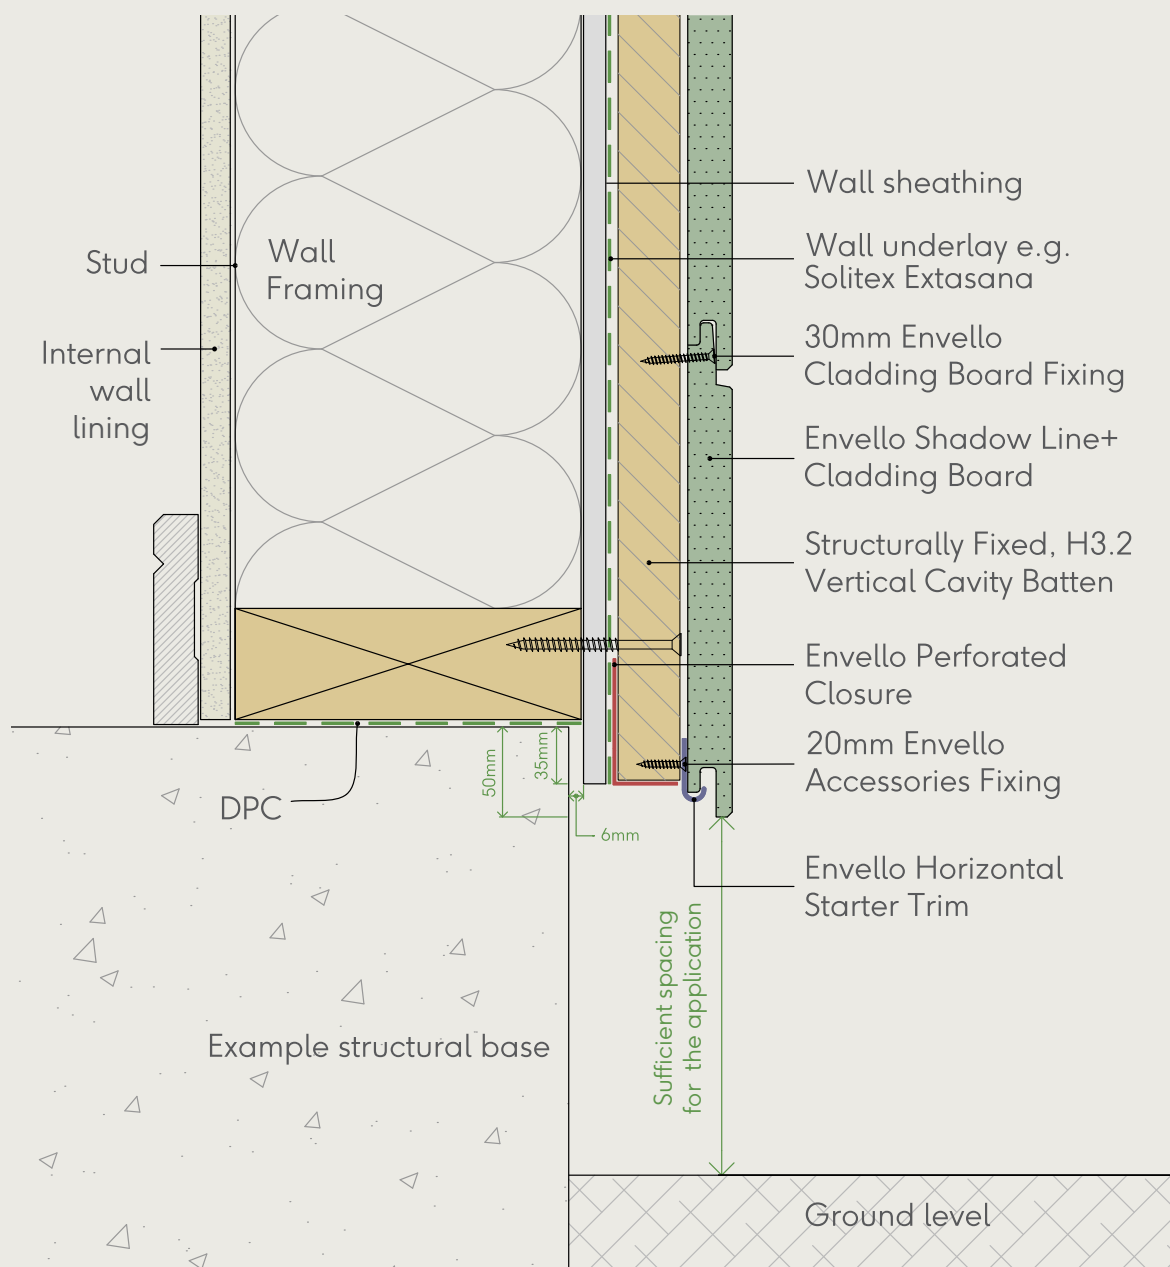 Wall sheathing
Wall underlay e.g.
Solitex Extasana
30mm Envello
Cladding Board Fixing
Envello Shadow Line+
Cladding Board
Structurally Fixed, H3.2
Vertical Cavity Batten
Envello Perforated
Closure
20mm Envello
Accessories Fixing
Envello Horizontal
Starter Trim
Stud
Wall
Framing
Internal
wall
lining
DPC
50mm
35mm
6mm
Sufficient spacing
for the application
Example structural base
Ground level